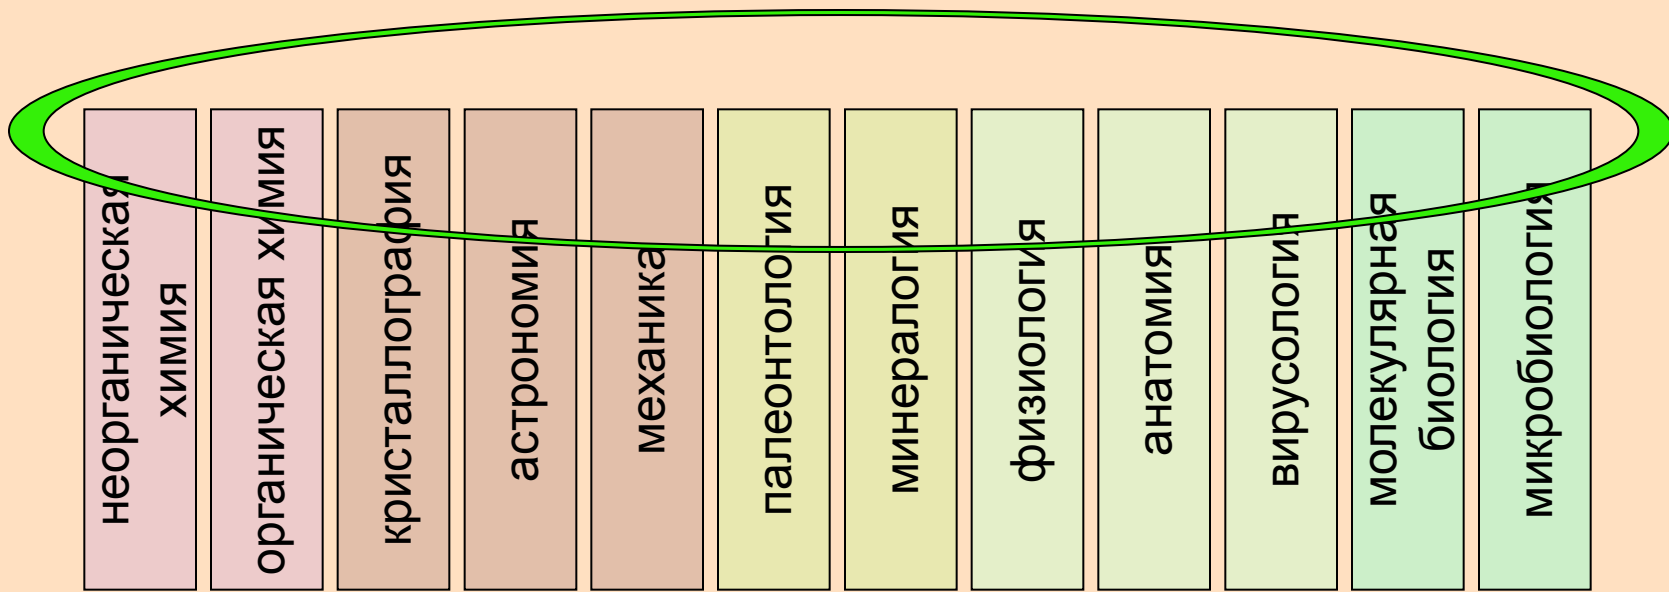 неорганическая
химия
органическая химия
кристаллография
астрономия
механика
палеонтология
минералогия
физиология
анатомия
вирусология
молекулярная
биология
микробиология